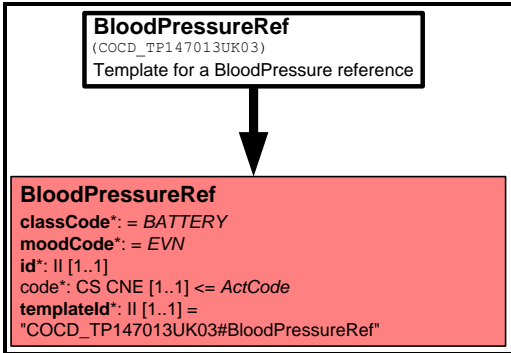 BloodPressureRef
(COCD_TP147013UK03)
Template for a BloodPressure reference
BloodPressureRef
classCode*: = BATTERY
moodCode*: = EVN
id*: II [1..1]
code*: CS CNE [1..1] <= ActCode
templateId*: II [1..1] =
"COCD_TP147013UK03#BloodPressureRef"